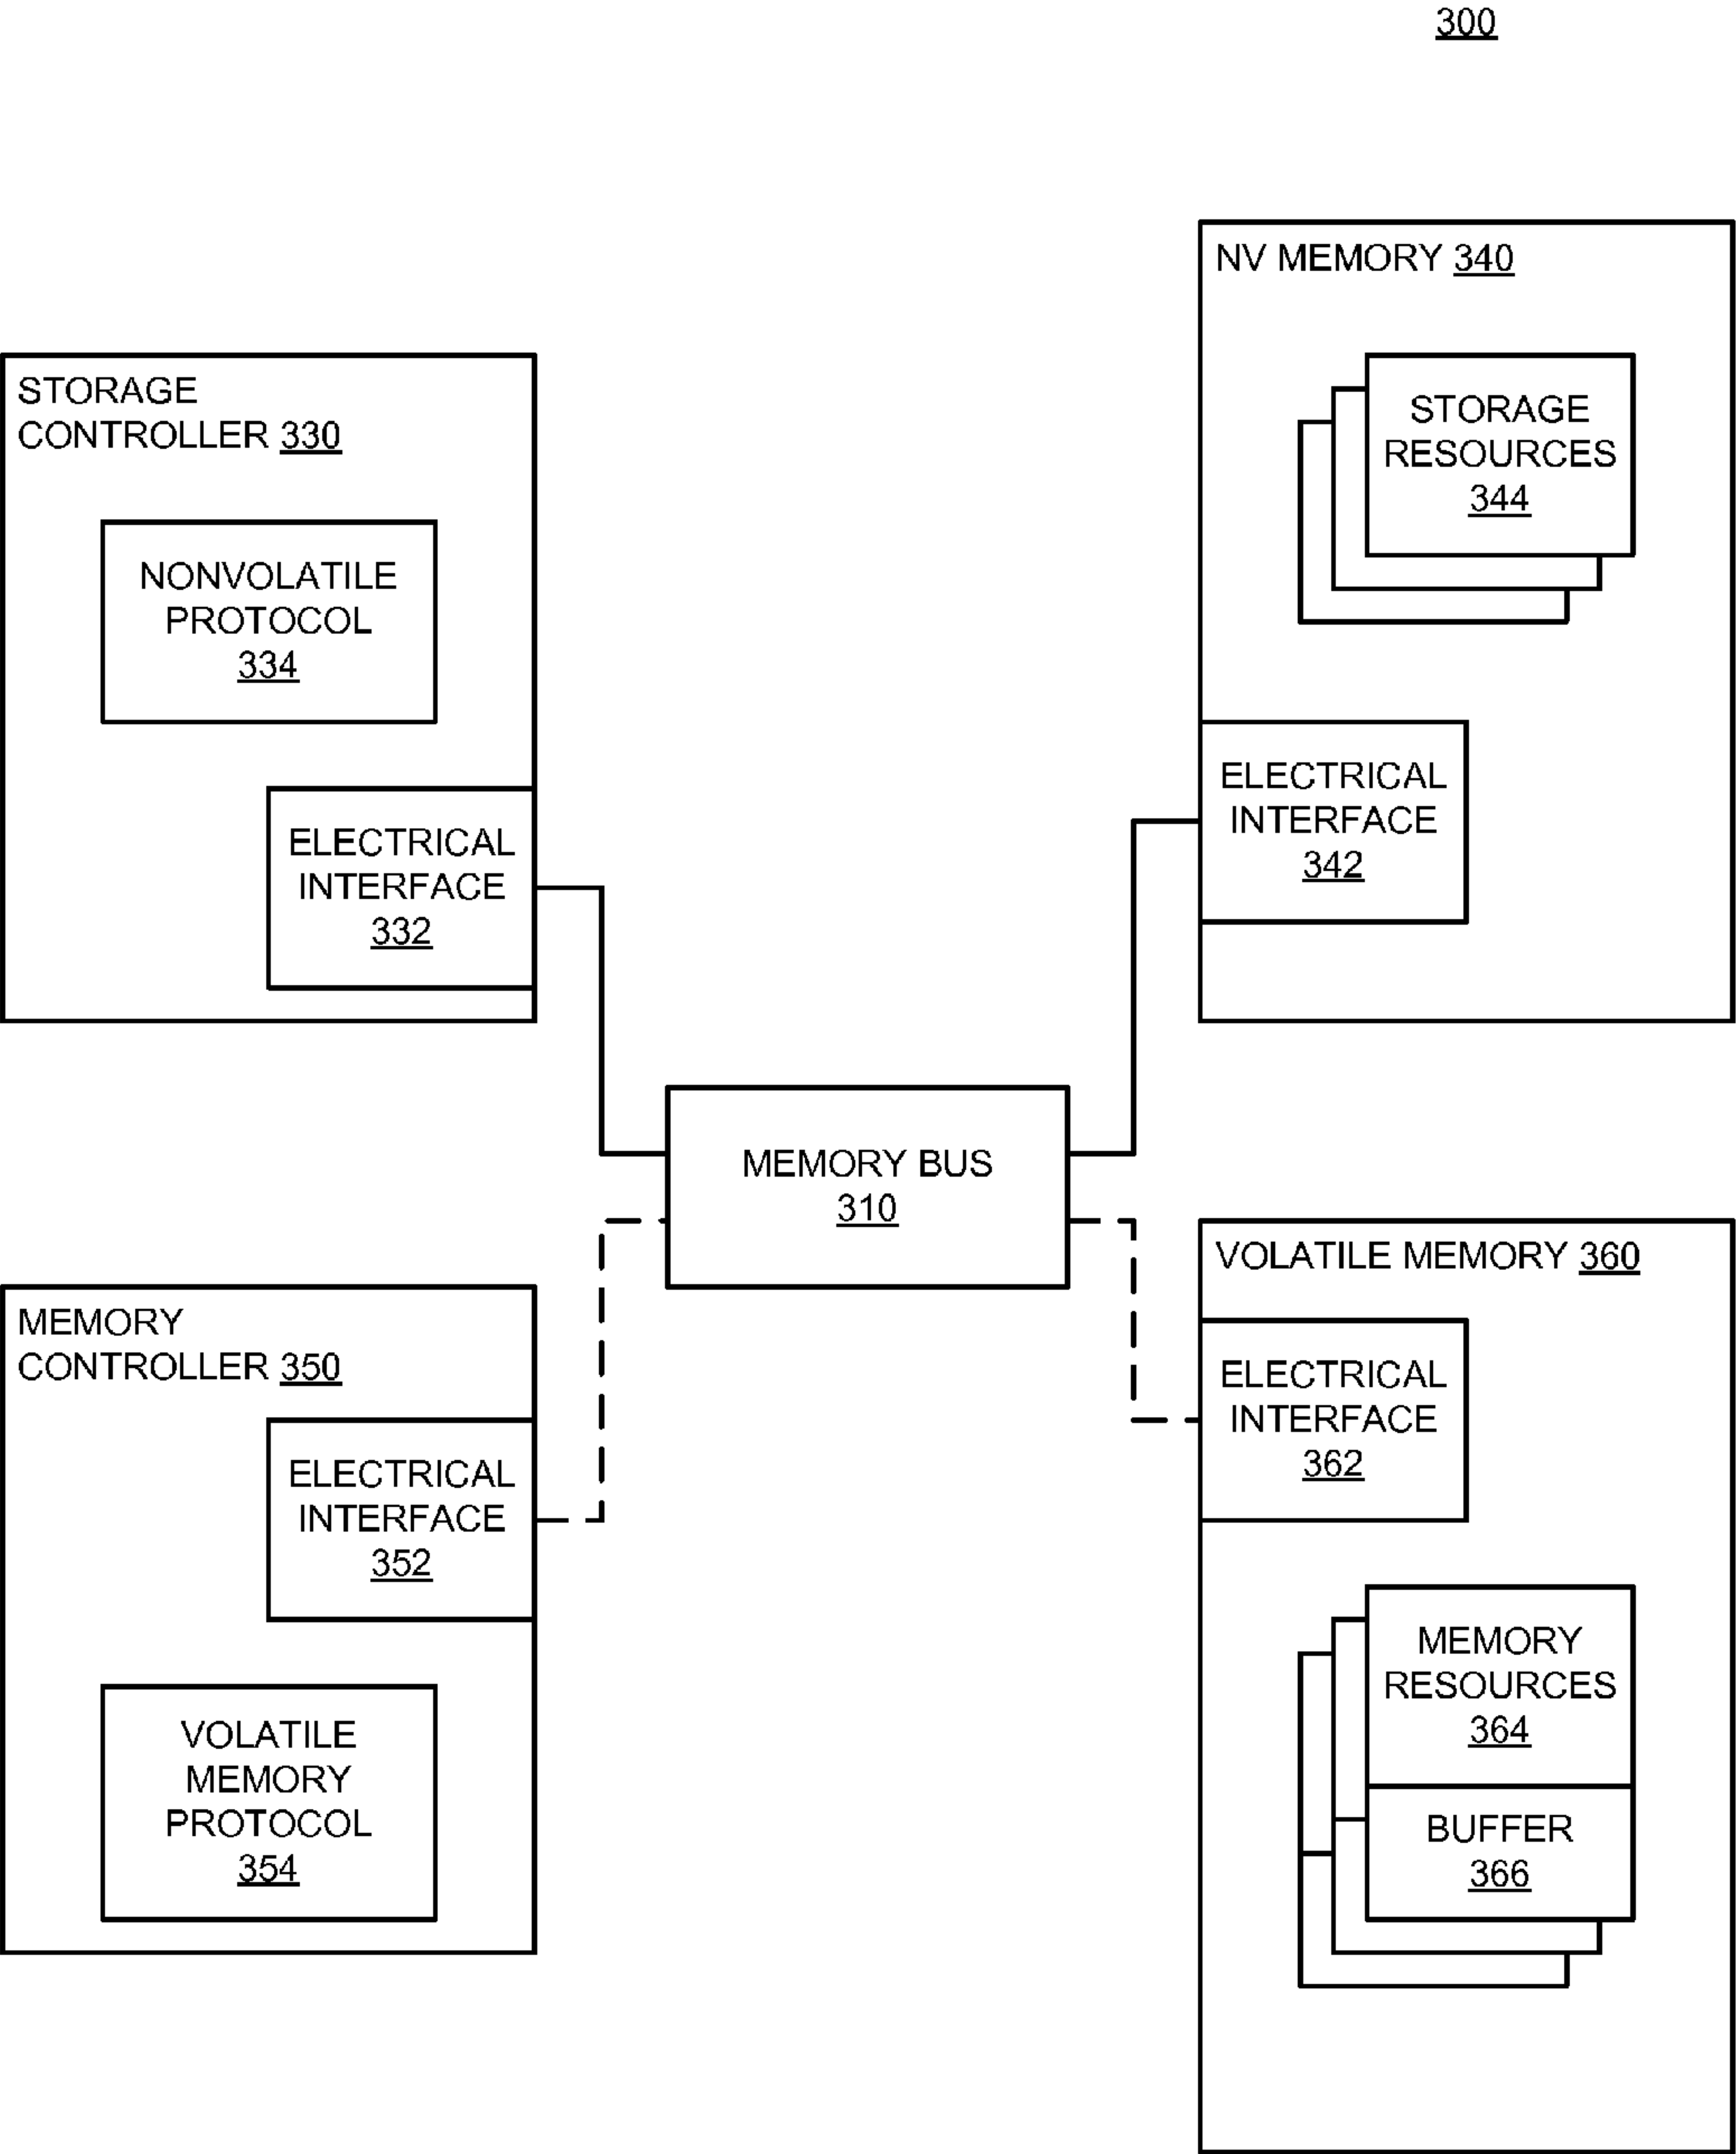 300
NV MEMORY 340
STORAGE
RESOURCES
344
ELECTRICAL
INTERFACE
342
STORAGE
CONTROLLER 330
NONVOLATILE
PROTOCOL
334
ELECTRICAL
INTERFACE
332
MEMORY BUS
310
MEMORY
CONTROLLER 350
ELECTRICAL
INTERFACE
352
VOLATILE
MEMORY
PROTOCOL
354
VOLATILE MEMORY 360
ELECTRICAL
INTERFACE
362
MEMORY
RESOURCES
364
BUFFER
366